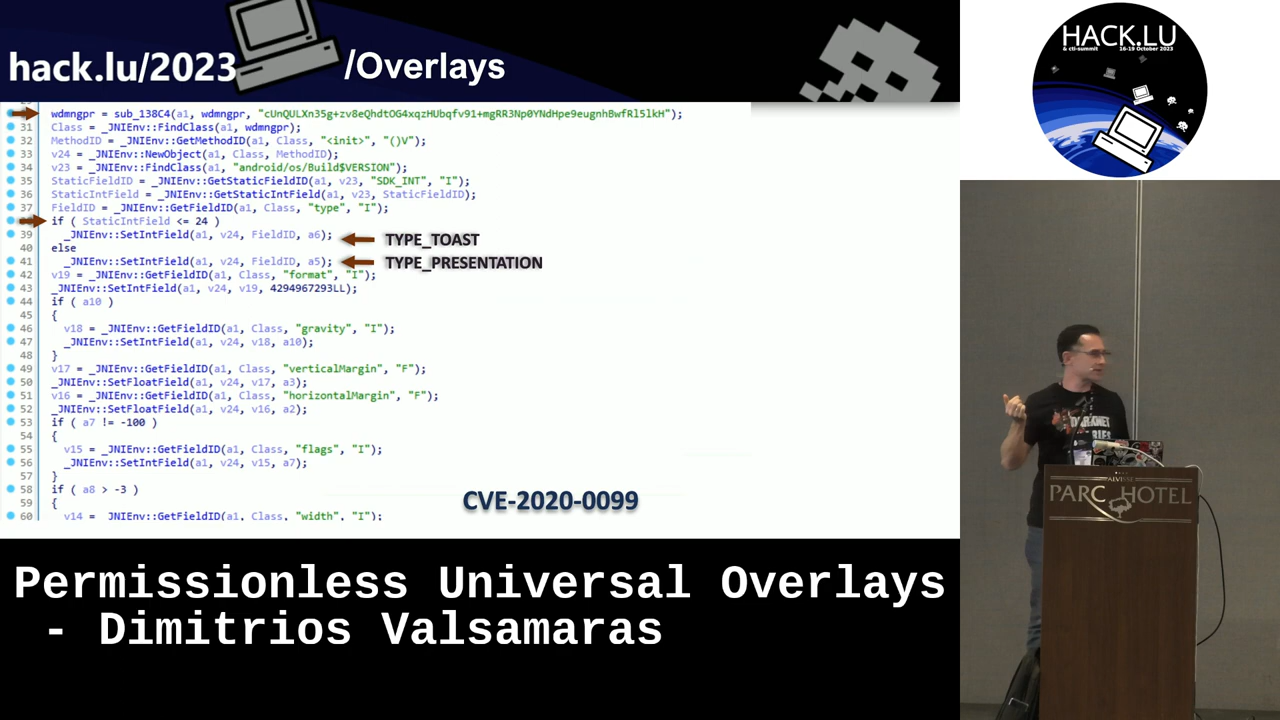 hack.lu/2023 /Overlays
wdmngpr = sub_138C4(a1, wdmngpr, "cUnQULXn35g+zv8eQhdtOG4xqzHUbqfv91+mgRR3Np0YNdHpe9eugnhBwfRl5lkH");
31 Class = _JNIEnv::FindClass(a1, wdmngpr);
32 MethodID = _JNIEnv::GetMethodID(a1, Class, "<init>", "()V");
33 v24 = _JNIEnv::NewObject(a1, Class, MethodID);
34 v23 = _JNIEnv::FindClass(a1, "android/os/Build$VERSION");
35 StaticFieldID = _JNIEnv::GetStaticFieldID(a1, v23, "SDK_INT", "I");
36 StaticIntField = _JNIEnv::GetStaticIntField(a1, v23, StaticFieldID);
37 FieldID = _JNIEnv::GetFieldID(a1, Class, "type", "I");
if ( StaticIntField <= 24 )
39 _JNIEnv::SetIntField(a1, v24, FieldID, a6); TYPE_TOAST
40 else
41 _JNIEnv::SetIntField(a1, v24, FieldID, a5); TYPE_PRESENTATION
42 v19 = _JNIEnv::GetFieldID(a1, Class, "format", "I");
43 _JNIEnv::SetIntField(a1, v24, v19, 4294967293LL);
44 if ( a10 )
45 {
46 v18 = _JNIEnv::GetFieldID(a1, Class, "gravity", "I");
47 _JNIEnv::SetIntField(a1, v24, v18, a10);
48 }
49 v17 = _JNIEnv::GetFieldID(a1, Class, "verticalMargin", "F");
50 _JNIEnv::SetFloatField(a1, v24, v17, a3);
51 v16 = _JNIEnv::GetFieldID(a1, Class, "horizontalMargin", "F");
52 _JNIEnv::SetFloatField(a1, v24, v16, a2);
53 if ( a7 != -100 )
54 {
55 v15 = _JNIEnv::GetFieldID(a1, Class, "flags", "I");
56 _JNIEnv::SetIntField(a1, v24, v15, a7);
57 }
58 if ( a8 > -3 )
59 {
60 v14 = _JNIEnv::GetFieldID(a1, Class, "width", "I");
CVE-2020-0099
Permissionless Universal Overlays
- Dimitrios Valsamaras
HACK.LU
& cti-summit 16-19 October 2023
DARKNET
PARC HOTEL